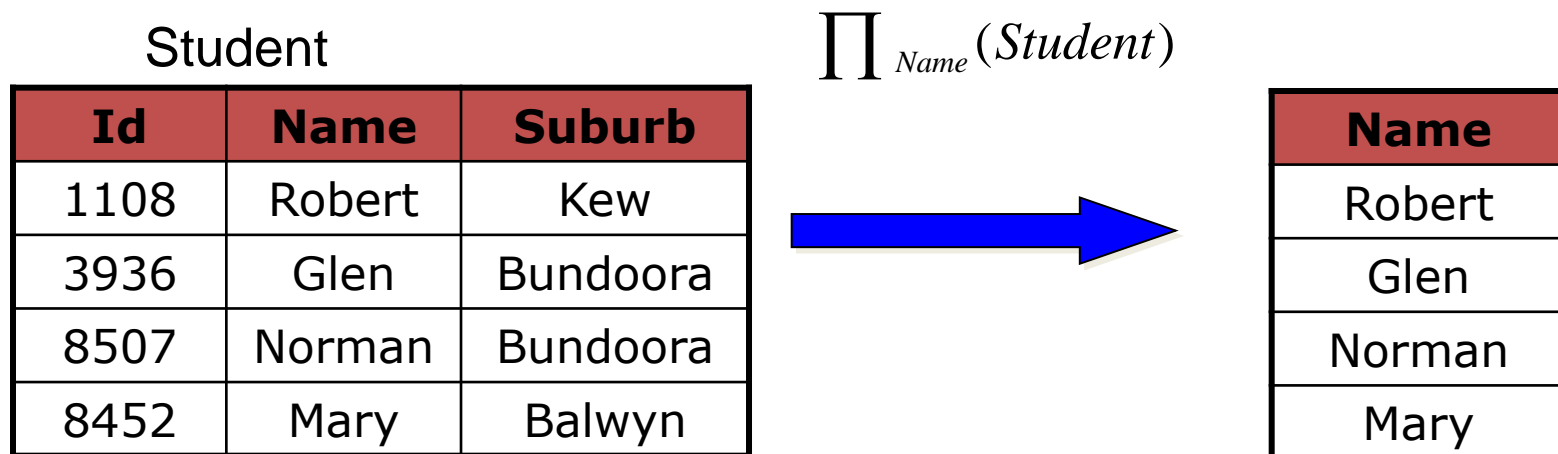 Student
∏ Name (Student)
Id Name Suburb
1108 Robert Kew
3936 Glen Bundoora
8507 Norman Bundoora
8452 Mary Balwyn
Name
Robert
Glen
Norman
Mary